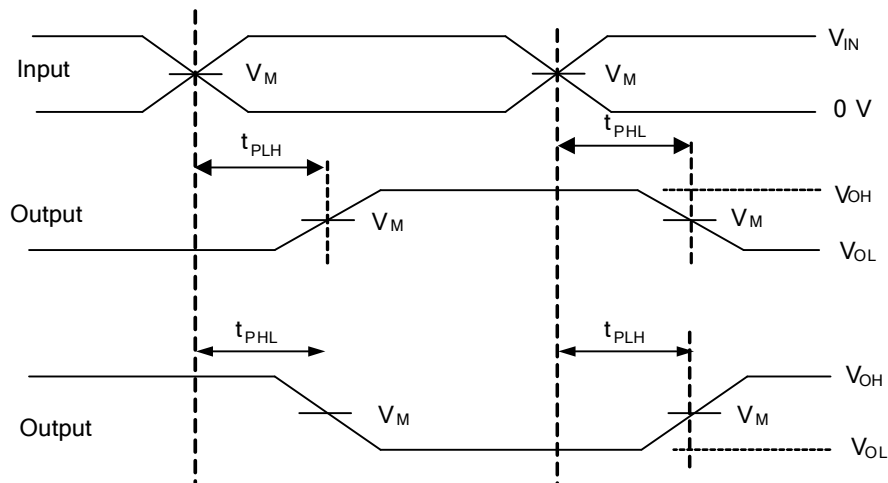 V_IN
Input
V_M
V_M
0 V
t_PLH
t_PHL
V_OH
Output
V_M
V_M
V_OL
t_PHL
t_PLH
V_OH
V_M
V_M
Output
V_OL